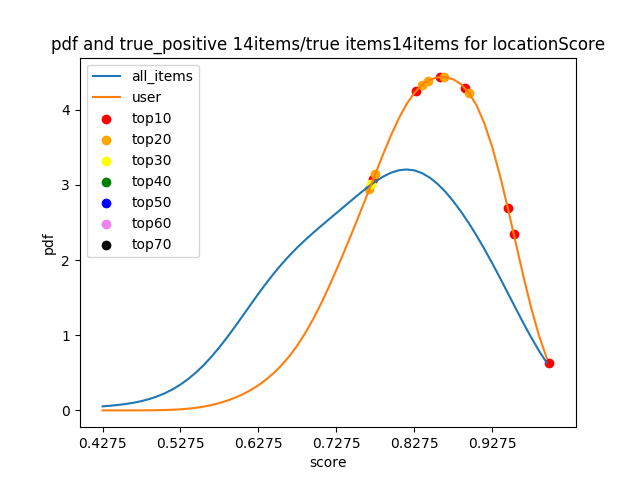 pdf and true_positive 14items/true items14items for locationScore
all_items
user
top10
top20
top30
top40
top50
top60
top70
pdf
4
3
2
1
0
0.4275 0.5275 0.6275 0.7275 0.8275 0.9275
score